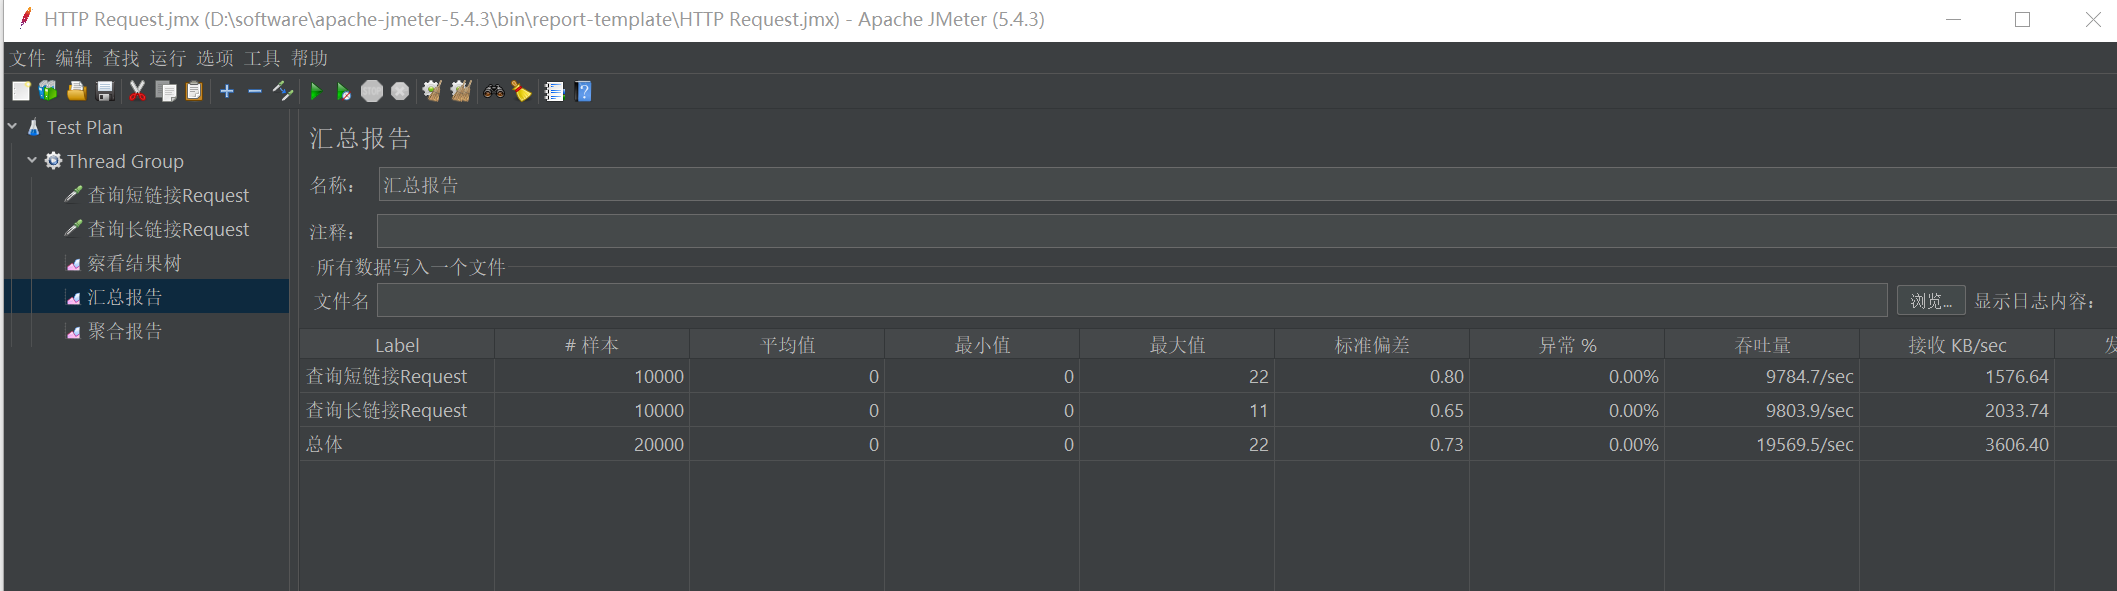 HTTP Request.jmx (D:\software\apache-jmeter-5.4.3\bin\report-template\HTTP Request.jmx) - Apache JMeter (5.4.3)
文件 编辑 查找 运行 选项 工具 帮助
Test Plan
Thread Group
查询短链接Request
查询长链接Request
察看结果树
汇总报告
聚合报告
汇总报告
名称： 汇总报告
注释：
所有数据写入一个文件
文件名 浏览... 显示日志内容：
Label # 样本 平均值 最小值 最大值 标准偏差 异常 % 吞吐量 接收 KB/sec
查询短链接Request 10000 0 0 22 0.80 0.00% 9784.7/sec 1576.64
查询长链接Request 10000 0 0 11 0.65 0.00% 9803.9/sec 2033.74
总体 20000 0 0 22 0.73 0.00% 19569.5/sec 3606.40